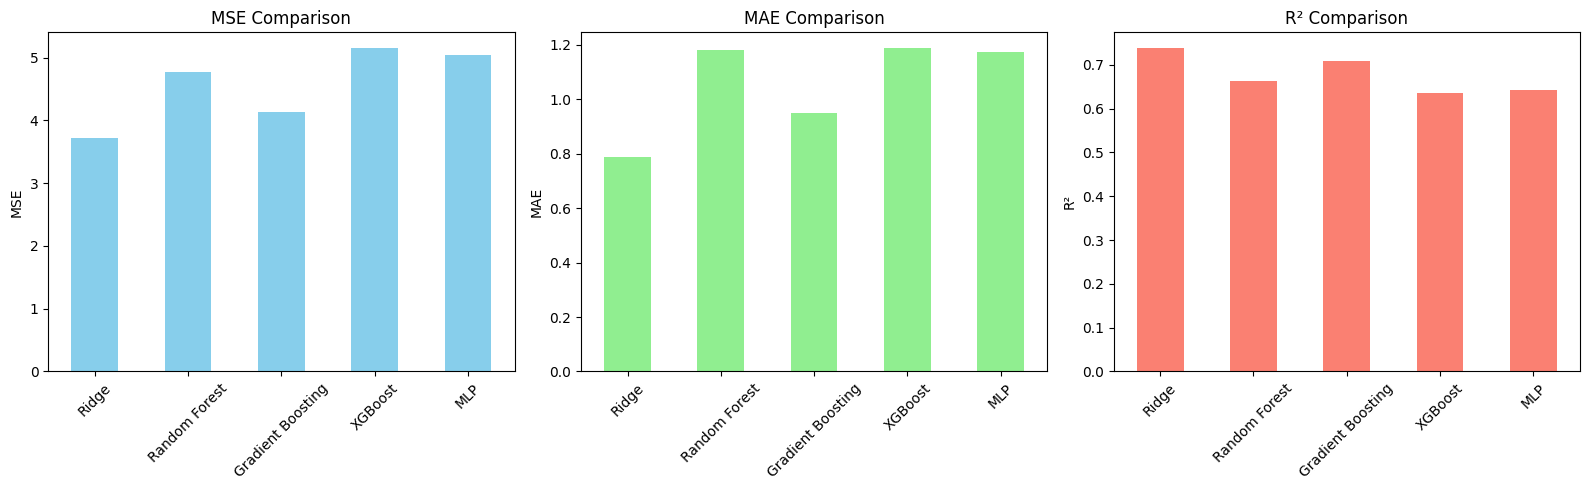 MSE Comparison
MSE
5
4
3
2
1
0
Ridge
Random Forest
Gradient Boosting
XGBoost
MLP
MAE Comparison
MAE
1.2
1.0
0.8
0.6
0.4
0.2
0.0
Ridge
Random Forest
Gradient Boosting
XGBoost
MLP
R² Comparison
R²
0.7
0.6
0.5
0.4
0.3
0.2
0.1
0.0
Ridge
Random Forest
Gradient Boosting
XGBoost
MLP